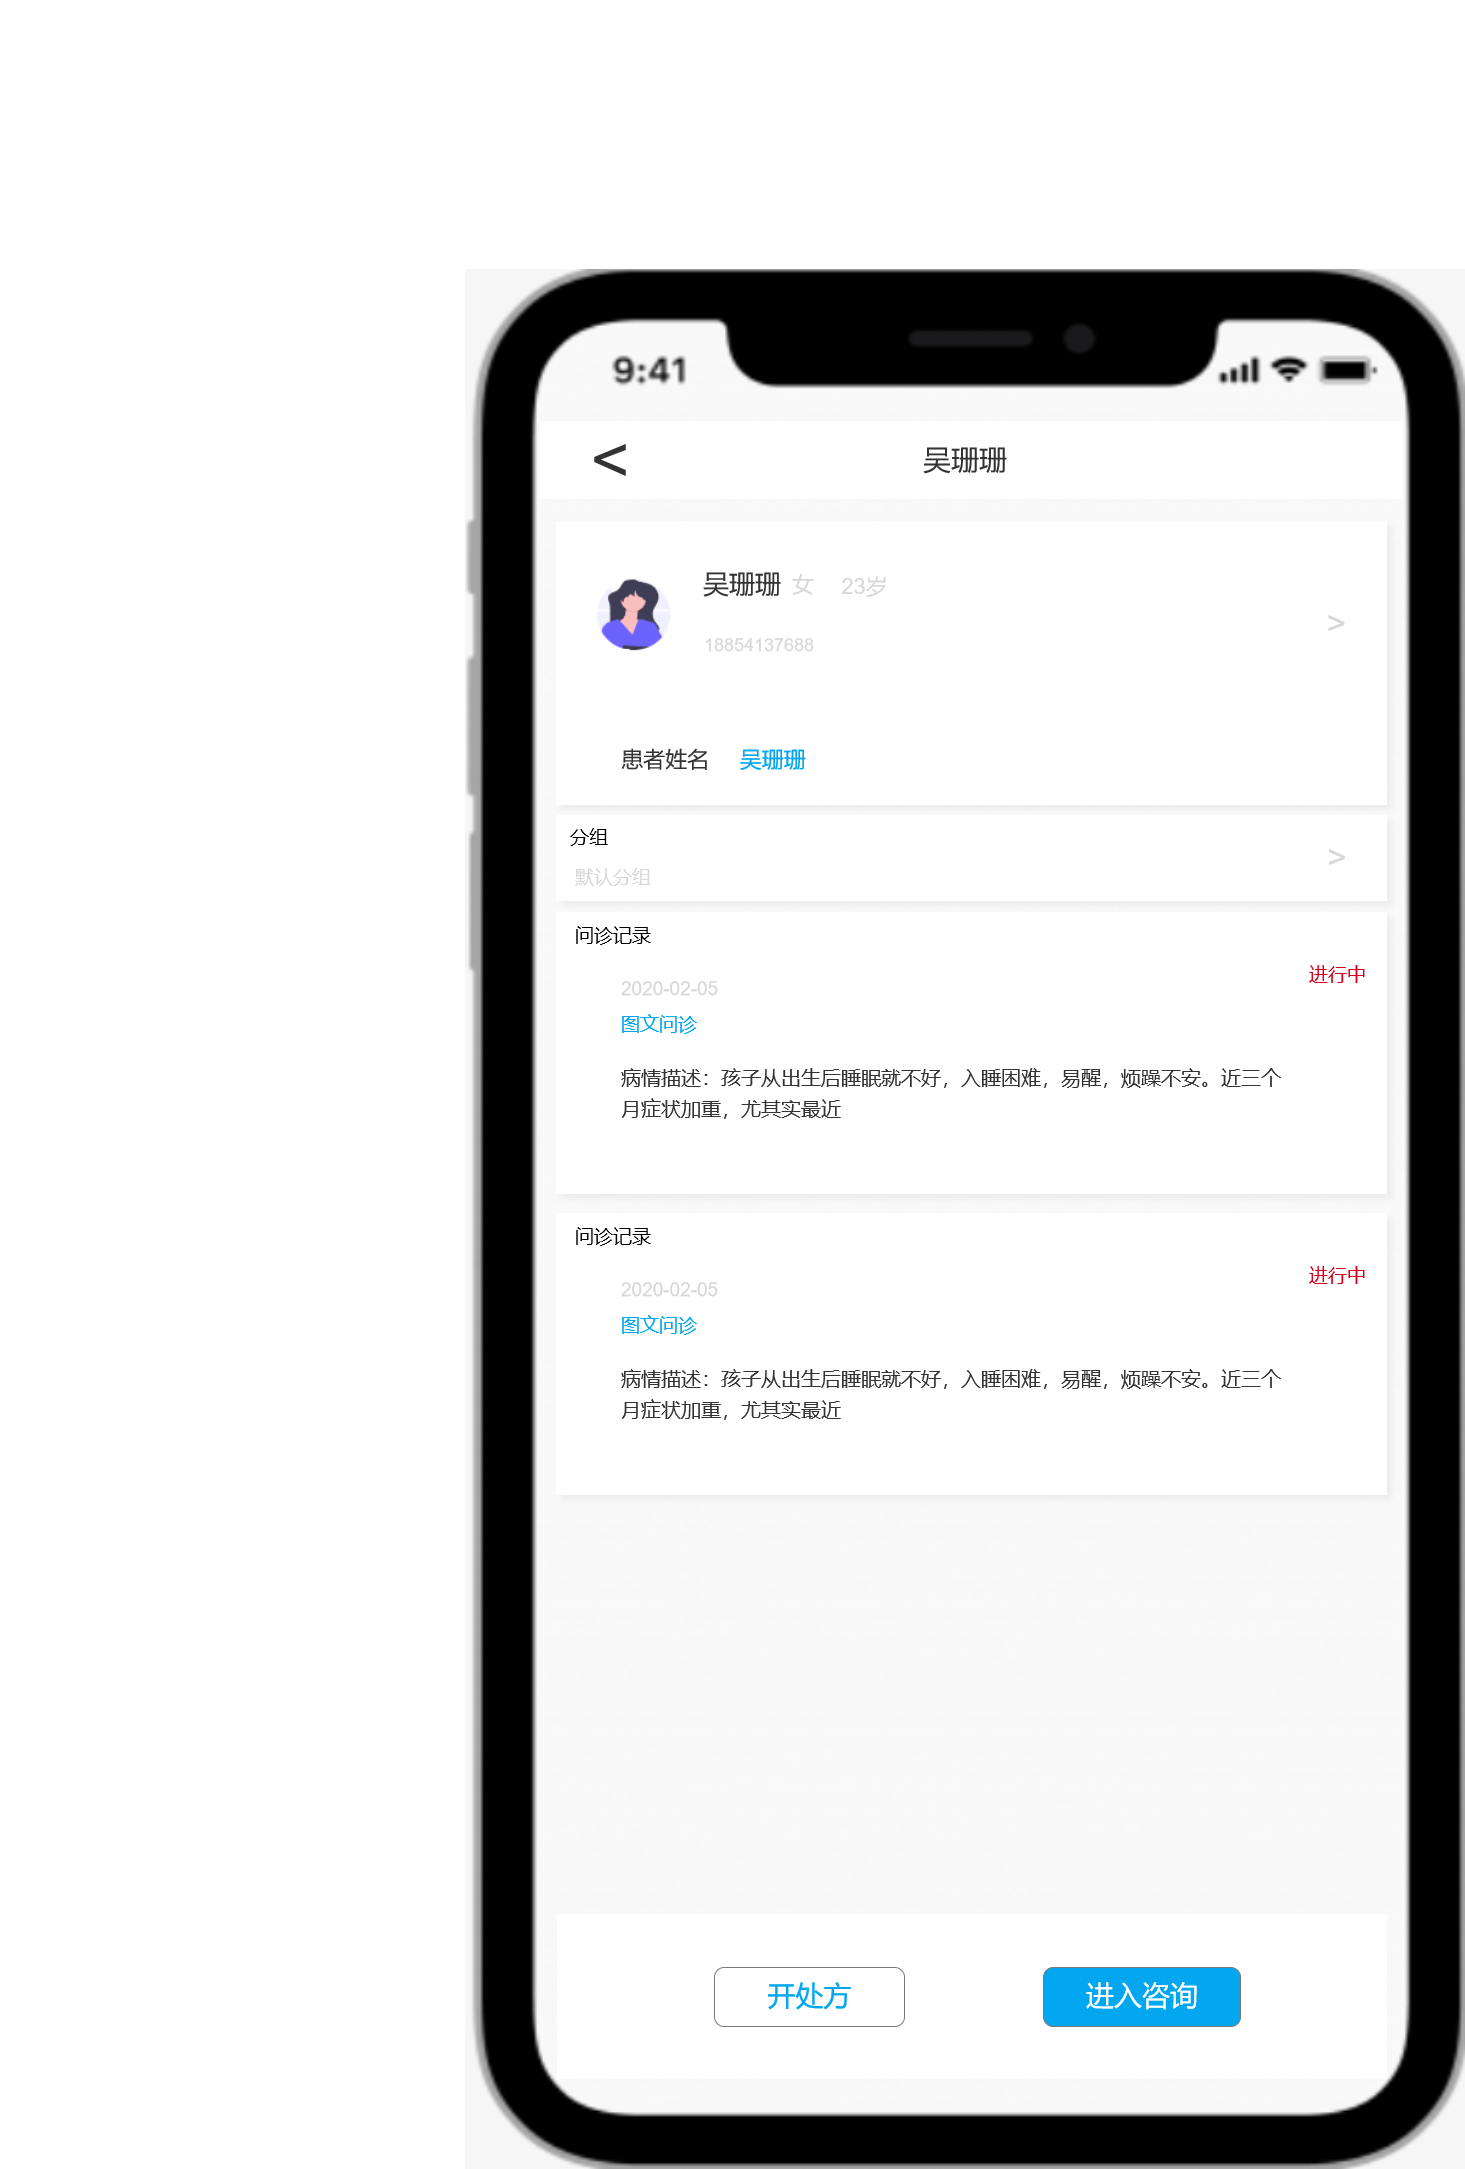 9:41
<
吴珊珊
吴珊珊 女 23岁
18854137688
>
患者姓名 吴珊珊
分组
默认分组
>
问诊记录
进行中
2020-02-05
图文问诊
病情描述：孩子从出生后睡眠就不好，入睡困难，易醒，烦躁不安。近三个
月症状加重，尤其实最近
问诊记录
进行中
2020-02-05
图文问诊
病情描述：孩子从出生后睡眠就不好，入睡困难，易醒，烦躁不安。近三个
月症状加重，尤其实最近
开处方 进入咨询